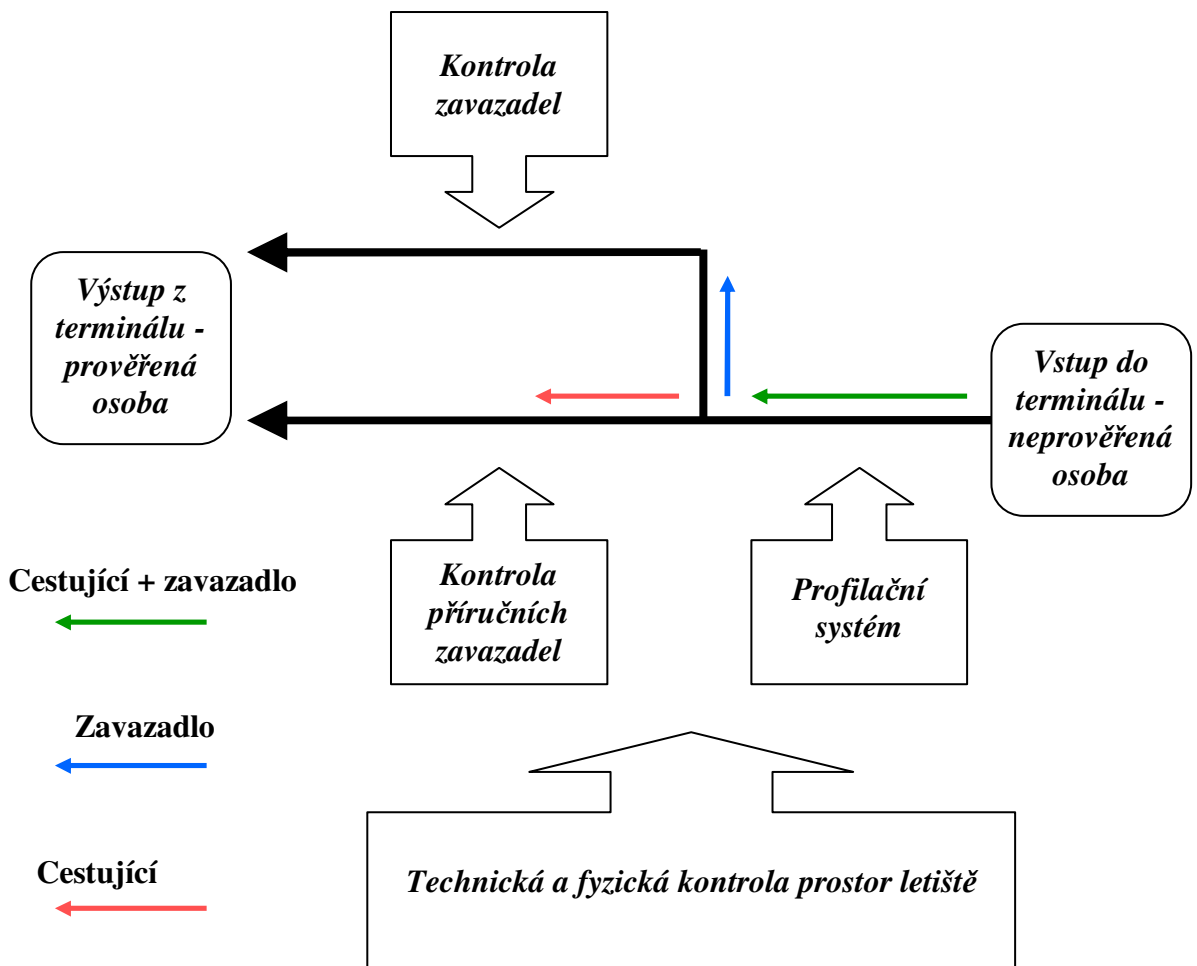 Kontrola
zavazadel
Výstup z
terminálu -
prověřená
osoba
Vstup do
terminálu -
neprověřená
osoba
Kontrola
příručních
zavazadel
Profilační
systém
Cestující + zavazadlo
Zavazadlo
Cestující
Technická a fyzická kontrola prostor letiště